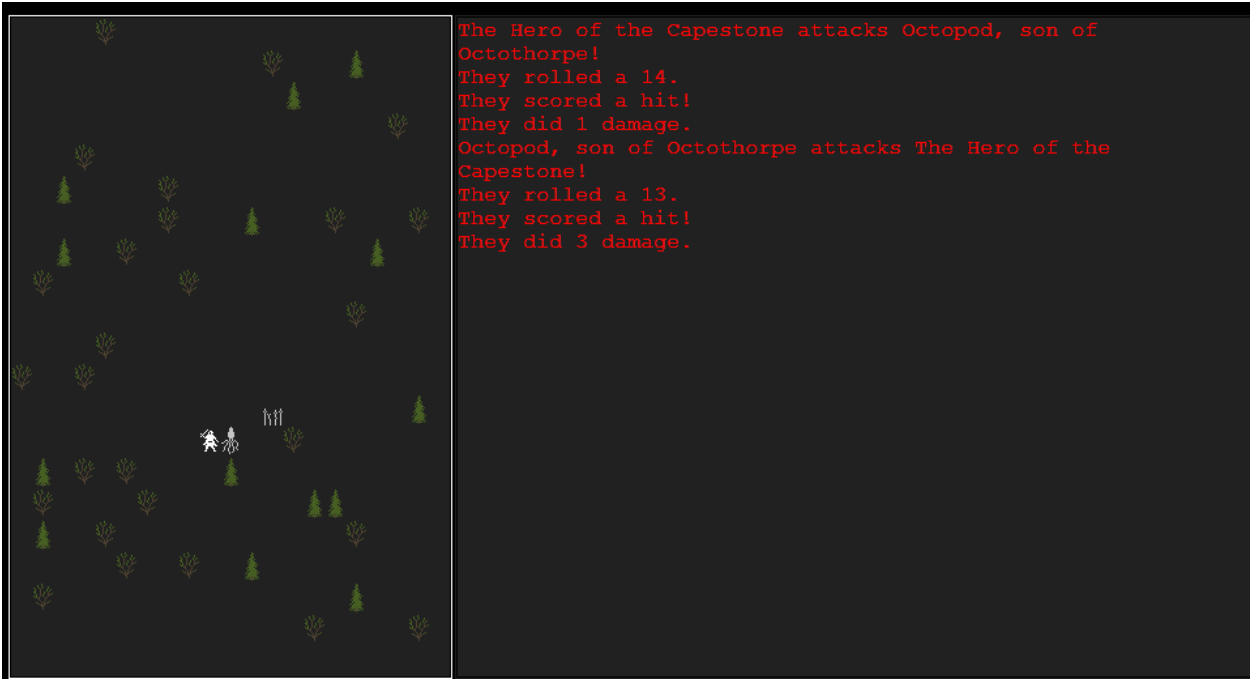 The Hero of the Capestone attacks Octopod, son of
Octothorpe!
They rolled a 14.
They scored a hit!
They did 1 damage.
Octopod, son of Octothorpe attacks The Hero of the
Capestone!
They rolled a 13.
They scored a hit!
They did 3 damage.